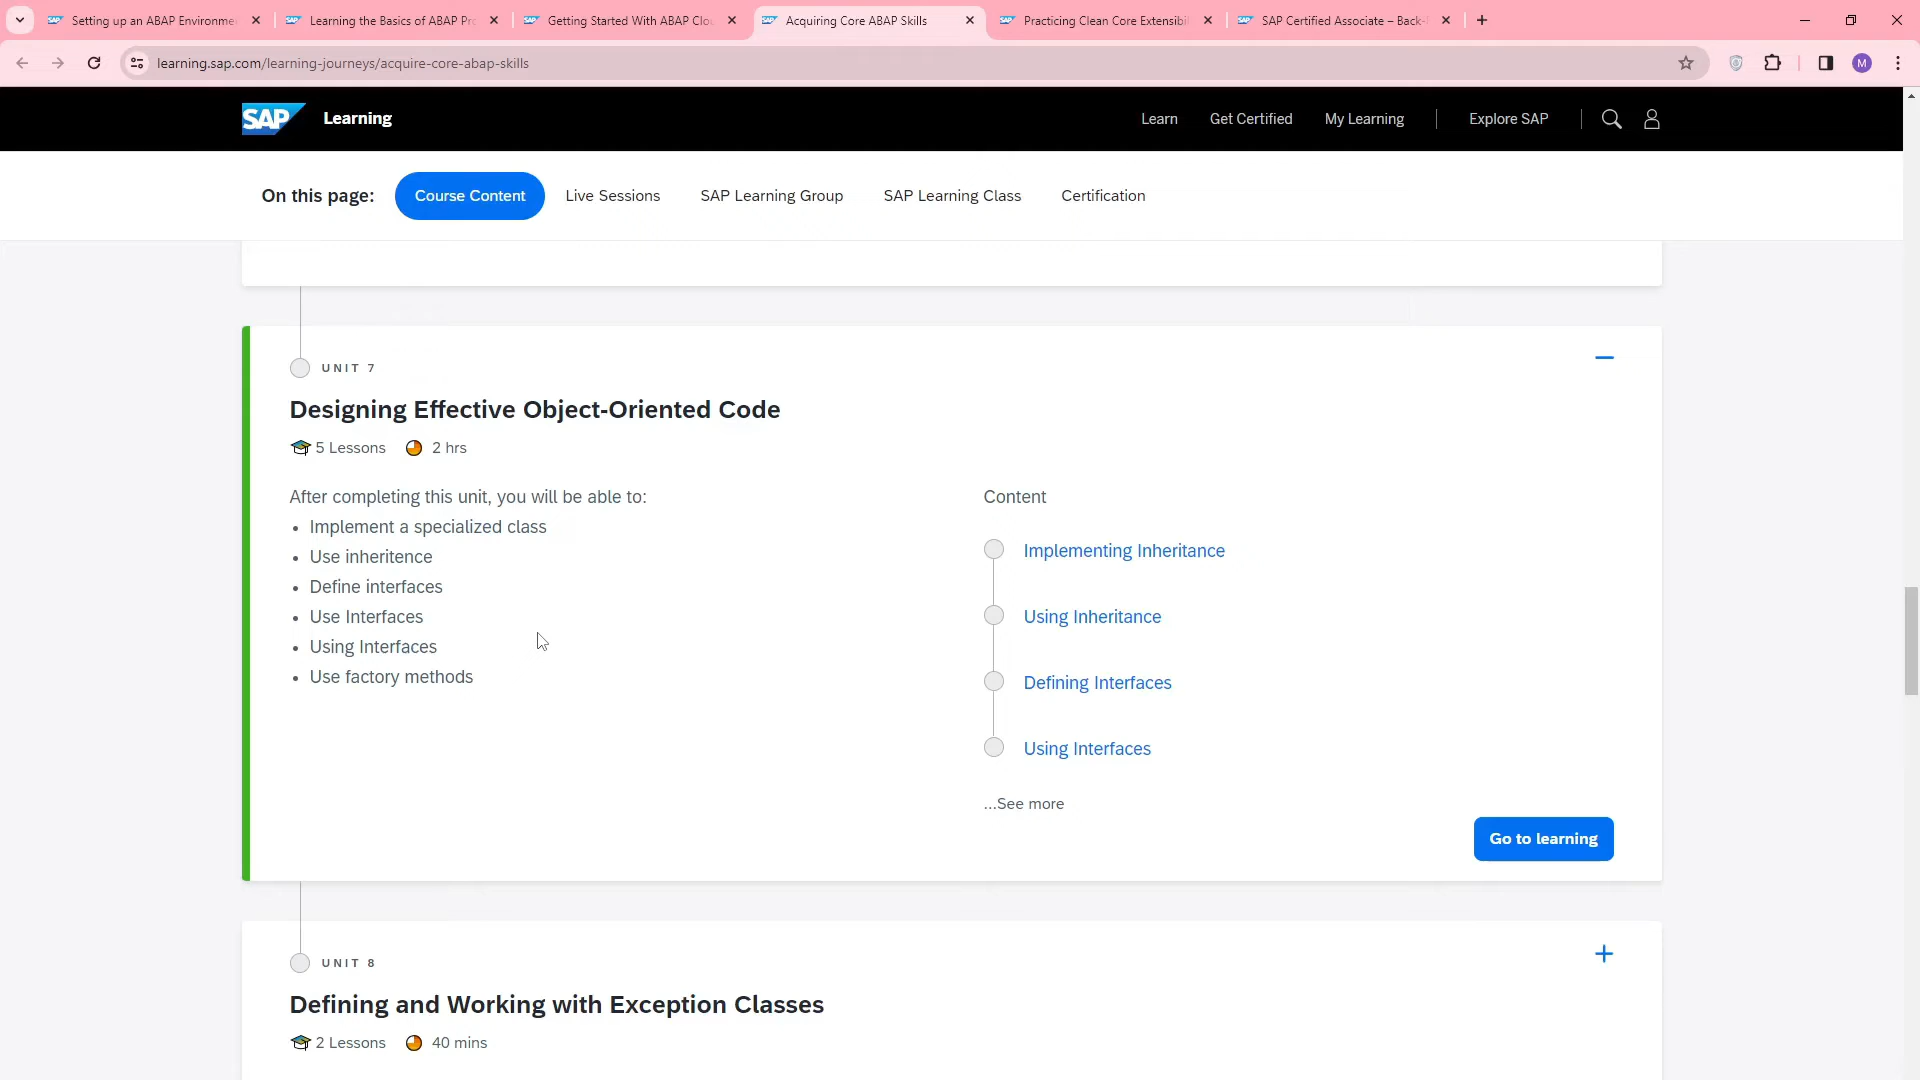 Setting up an ABAP Environme
Learning the Basics of ABAP Pr
Getting Started With ABAP Clo
Acquiring Core ABAP Skills
Practicing Clean Core Extensibi
SAP Certified Associate – Back-
learning.sap.com/learning-journeys/acquire-core-abap-skills
M
SAP Learning
Learn
Get Certified
My Learning
Explore SAP
On this page:
Course Content
Live Sessions
SAP Learning Group
SAP Learning Class
Certification
UNIT 7
Designing Effective Object-Oriented Code
5 Lessons
2 hrs
After completing this unit, you will be able to:
• Implement a specialized class
• Use inheritence
• Define interfaces
• Use Interfaces
• Using Interfaces
• Use factory methods
Content
Implementing Inheritance
Using Inheritance
Defining Interfaces
Using Interfaces
...See more
Go to learning
UNIT 8
Defining and Working with Exception Classes
2 Lessons
40 mins